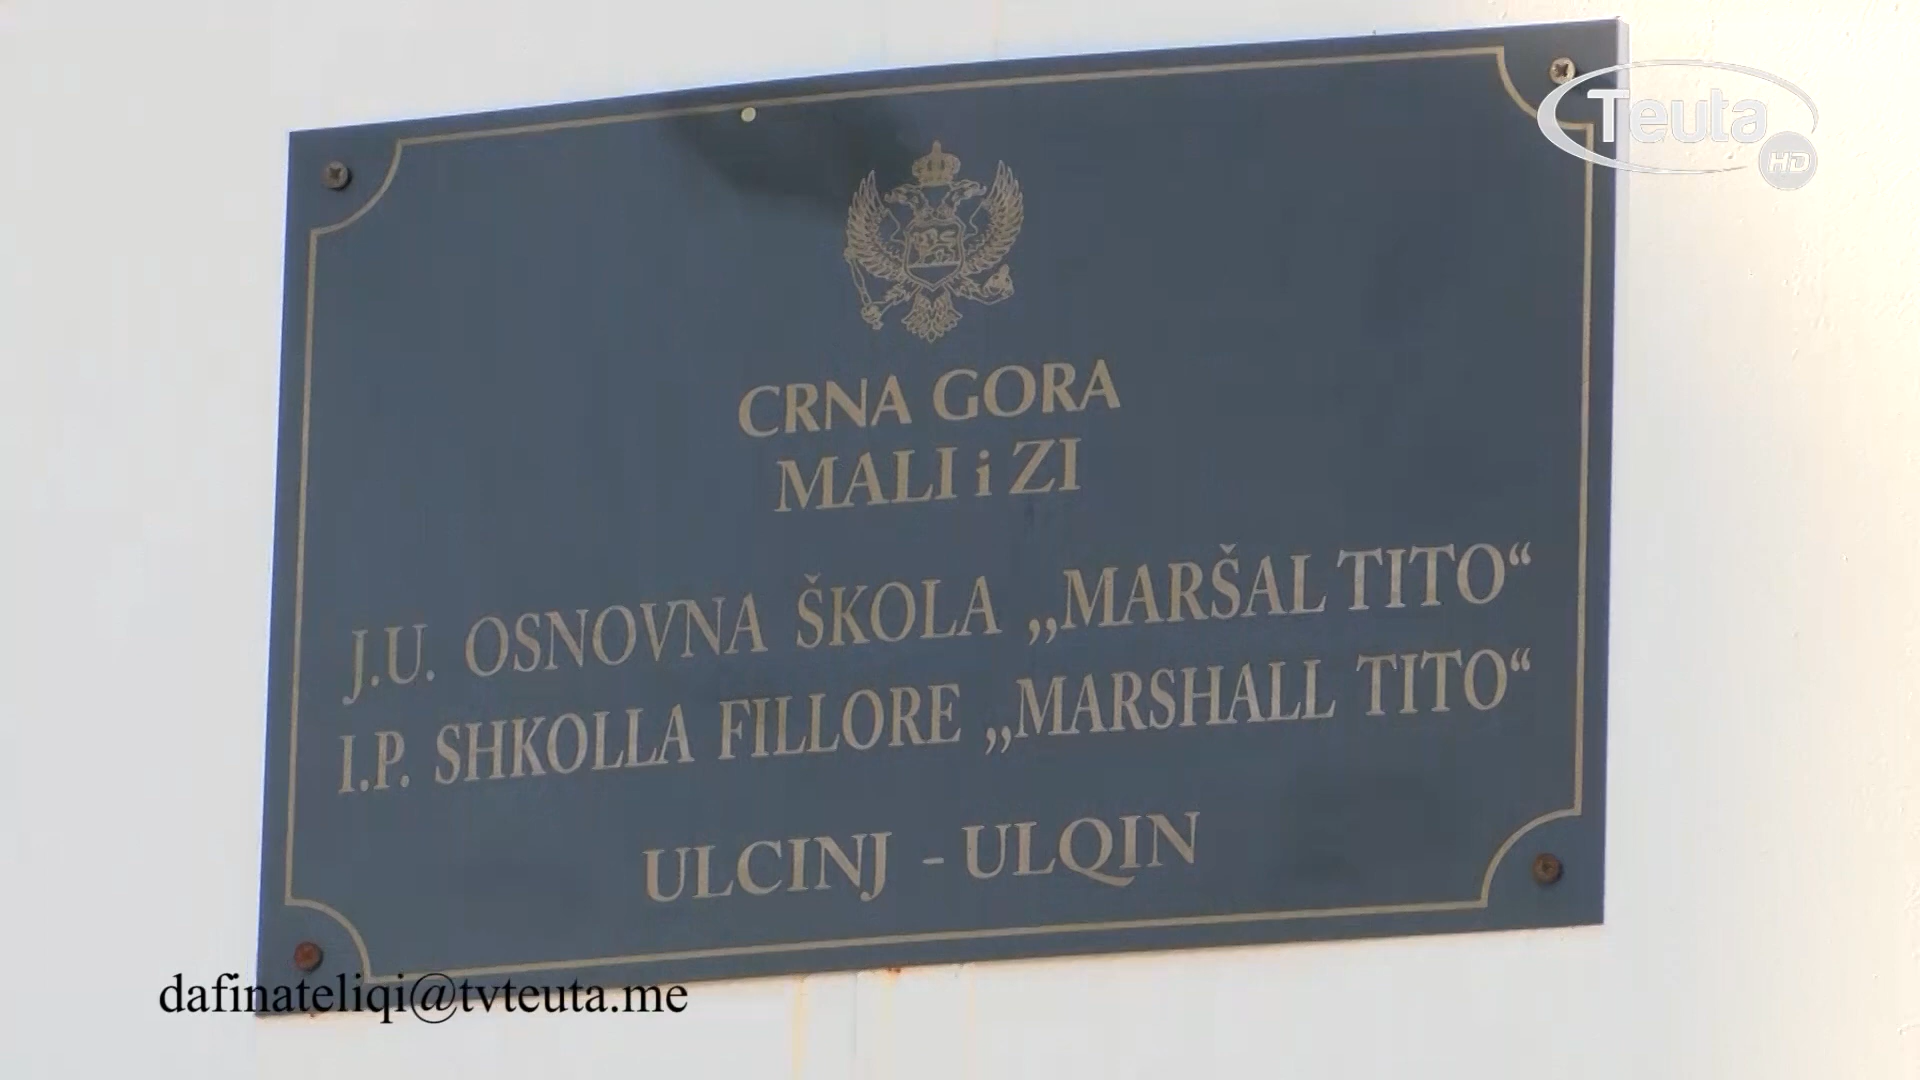 Teuta
HD
CRNA GORA
MALI i ZI
J.U. OSNOVNA ŠKOLA „MARŠAL TITO“
I.P. SHKOLLA FILLORE „MARSHALL TITO“
ULCINJ - ULQIN
dafinateliqi@tvteuta.me